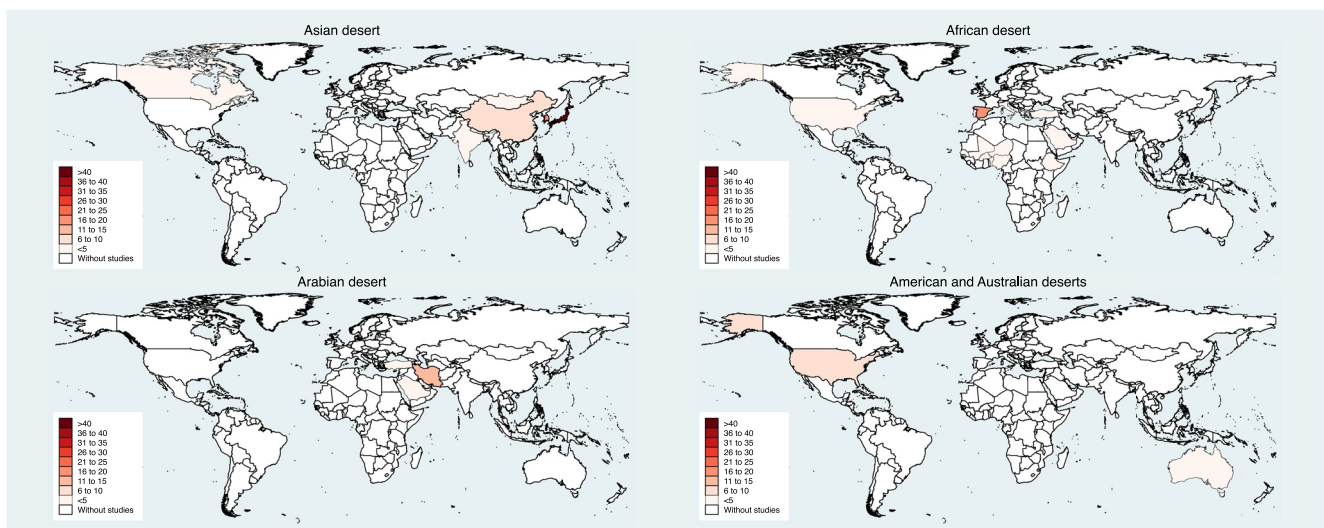 Asian desert
>40
36 to 40
31 to 35
26 to 30
21 to 25
16 to 20
11 to 15
6 to 10
<5
Without studies
African desert
>40
36 to 40
31 to 35
26 to 30
21 to 25
16 to 20
11 to 15
6 to 10
<5
Without studies
Arabian desert
>40
36 to 40
31 to 35
26 to 30
21 to 25
16 to 20
11 to 15
6 to 10
<5
Without studies
American and Australian deserts
>40
36 to 40
31 to 35
26 to 30
21 to 25
16 to 20
11 to 15
6 to 10
<5
Without studies